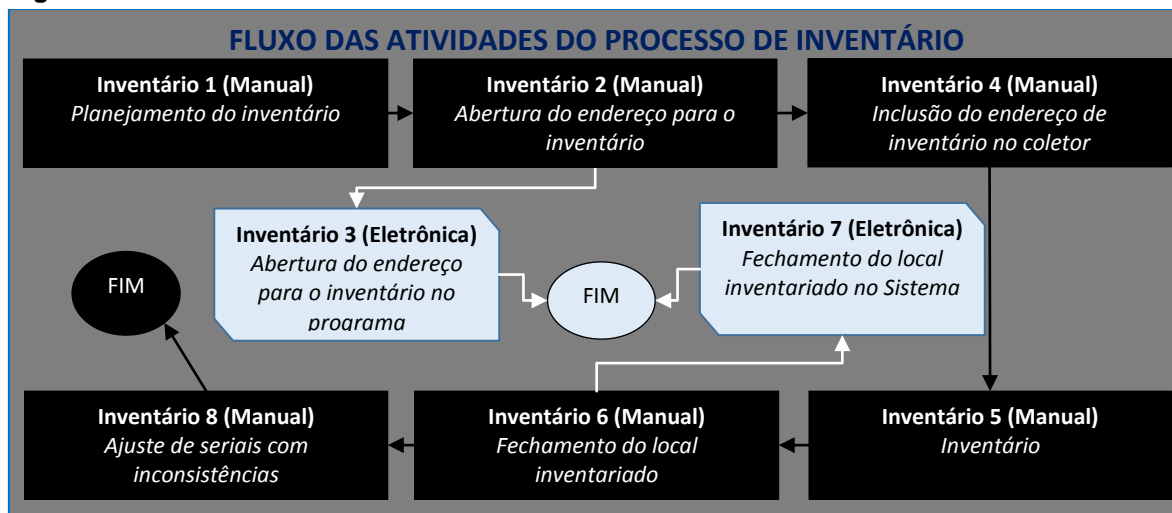 FLUXO DAS ATIVIDADES DO PROCESSO DE INVENTÁRIO
Inventário 1 (Manual)
Planejamento do inventário
Inventário 2 (Manual)
Abertura do endereço para o
inventário
Inventário 4 (Manual)
Inclusão do endereço de
inventário no coletor
Inventário 3 (Eletrônica)
Abertura do endereço
para o inventário no
programa
Inventário 7 (Eletrônica)
Fechamento do local
inventariado no Sistema
FIM
FIM
Inventário 8 (Manual)
Ajuste de seriais com
inconsistências
Inventário 6 (Manual)
Fechamento do local
inventariado
Inventário 5 (Manual)
Inventário